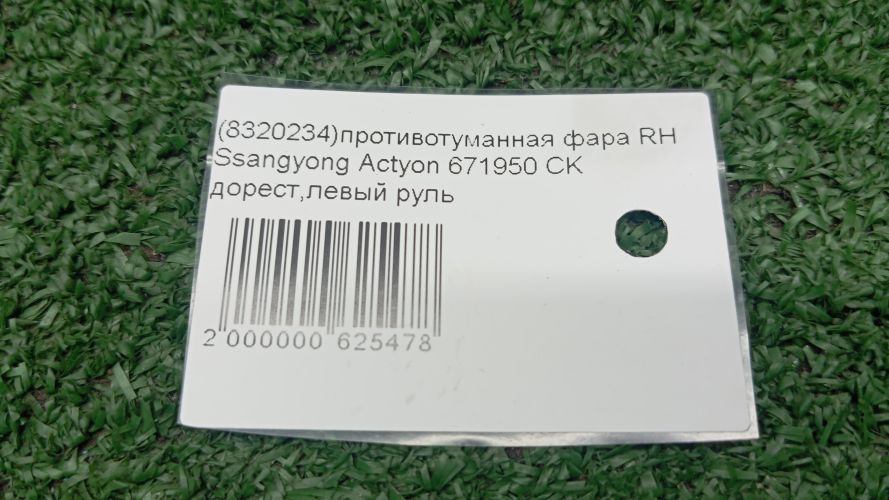 (8320234)противотуманная фара RH
Ssangyong Actyon 671950 CK
дорест,левый руль
2 000000 625478